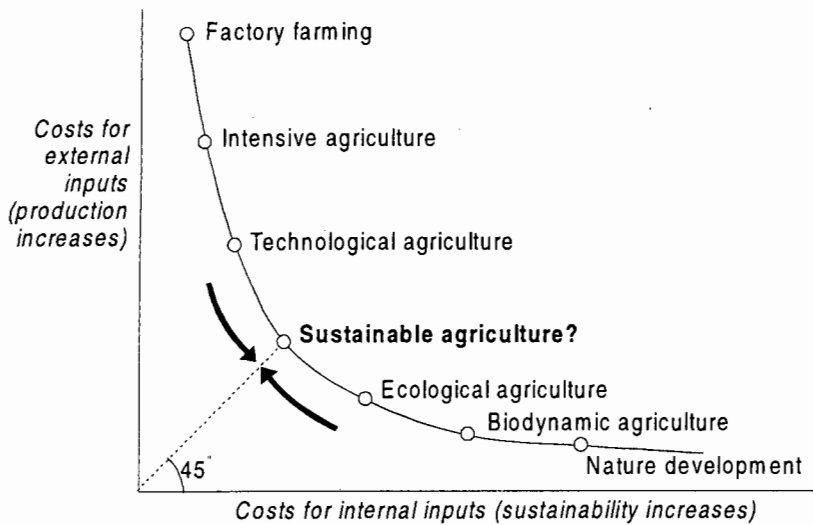 Factory farming
Costs for
external
inputs
(production
increases)
Intensive agriculture
Technological agriculture
Sustainable agriculture?
Ecological agriculture
Biodynamic agriculture
Nature development
45°
Costs for internal inputs (sustainability increases)